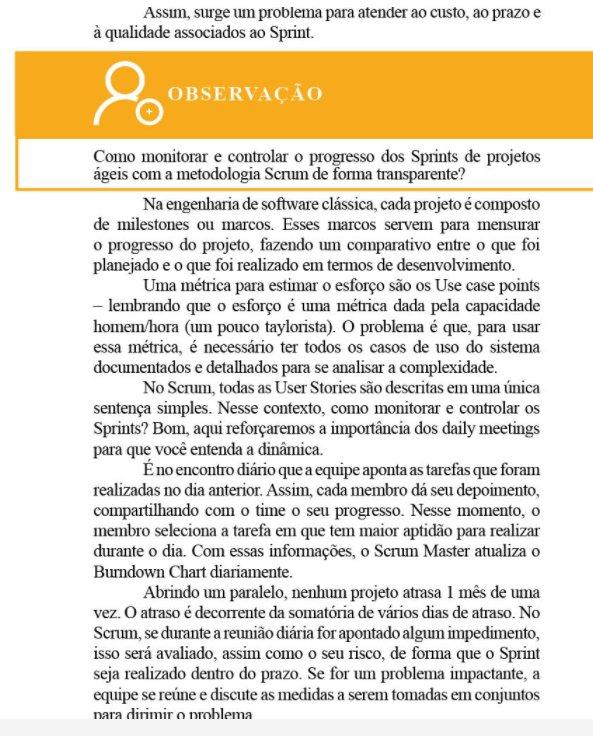 Assim, surge um problema para atender ao custo, ao prazo e
à qualidade associados ao Sprint.
OBSERVAÇÃO
Como monitorar e controlar o progresso dos Sprints de projetos
ágeis com a metodologia Scrum de forma transparente?
Na engenharia de software clássica, cada projeto é composto
de milestones ou marcos. Esses marcos servem para mensurar
o progresso do projeto, fazendo um comparativo entre o que foi
planejado e o que foi realizado em termos de desenvolvimento.
Uma métrica para estimar o esforço são os Use case points
– lembrando que o esforço é uma métrica dada pela capacidade
homem/hora (um pouco taylorista). O problema é que, para usar
essa métrica, é necessário ter todos os casos de uso do sistema
documentados e detalhados para se analisar a complexidade.
No Scrum, todas as User Stories são descritas em uma única
sentença simples. Nesse contexto, como monitorar e controlar os
Sprints? Bom, aqui reforçaremos a importância dos daily meetings
para que você entenda a dinâmica.
É no encontro diário que a equipe aponta as tarefas que foram
realizadas no dia anterior. Assim, cada membro dá seu depoimento,
compartilhando com o time o seu progresso. Nesse momento, o
membro seleciona a tarefa em que tem maior aptidão para realizar
durante o dia. Com essas informações, o Scrum Master atualiza o
Burndown Chart diariamente.
Abrindo um paralelo, nenhum projeto atrasa 1 mês de uma
vez. O atraso é decorrente da somatória de vários dias de atraso. No
Scrum, se durante a reunião diária for apontado algum impedimento,
isso será avaliado, assim como o seu risco, de forma que o Sprint
seja realizado dentro do prazo. Se for um problema impactante, a
equipe se reúne e discute as medidas a serem tomadas em conjuntos
para dirimir o problema